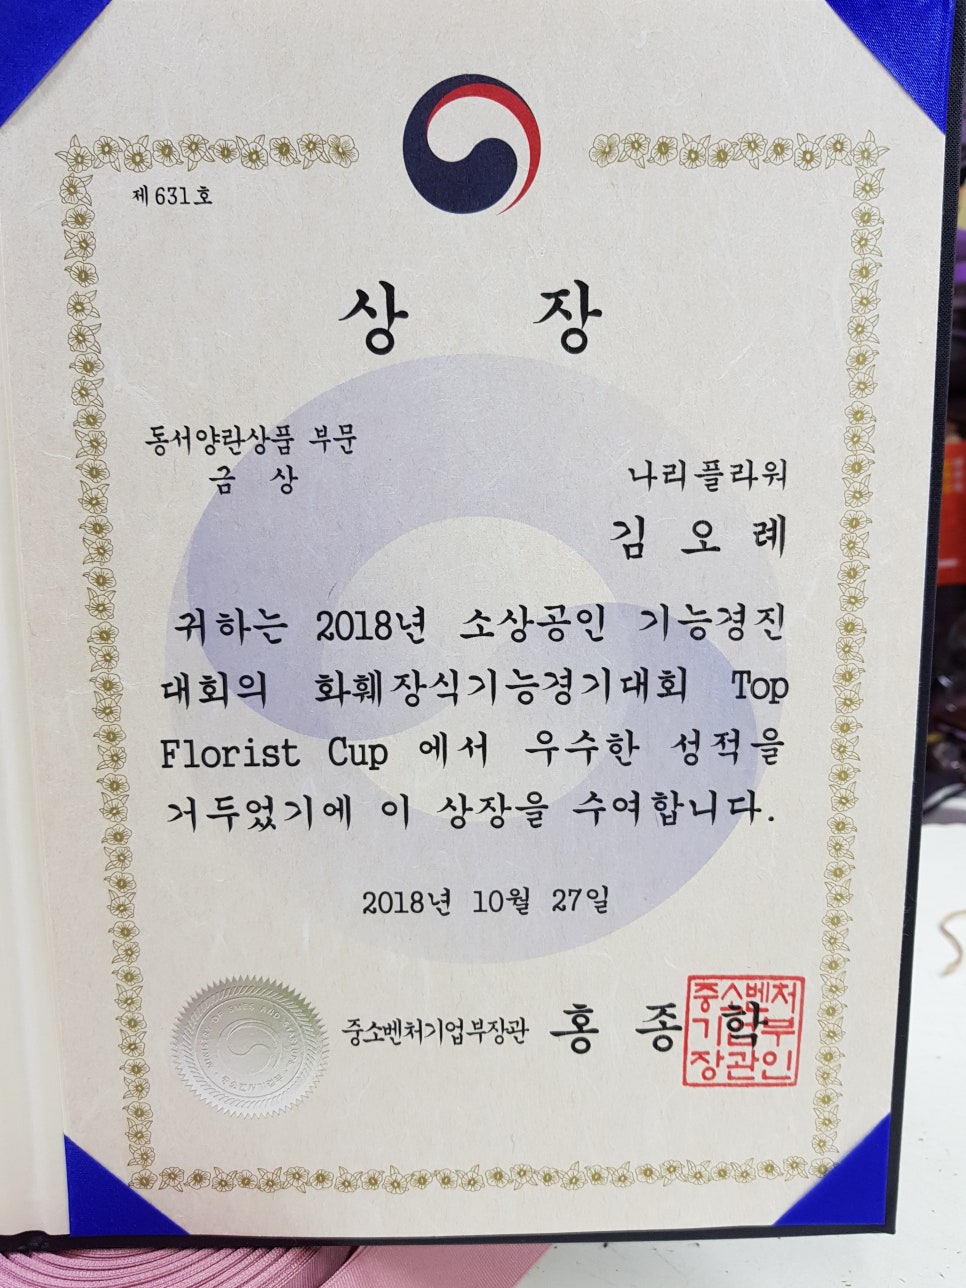 제 631 호
상 장
동서양란상품 부문
금 상
나리플라워
김 오 례
귀하는 2018년 소상공인 기능경진
대회의 화훼장식기능경기대회 Top
Florist Cup 에서 우수한 성적을
거두었기에 이 상장을 수여합니다.
2018년 10월 27일
중소벤처기업부장관 홍 종 학
중소벤처
기업부
장관인